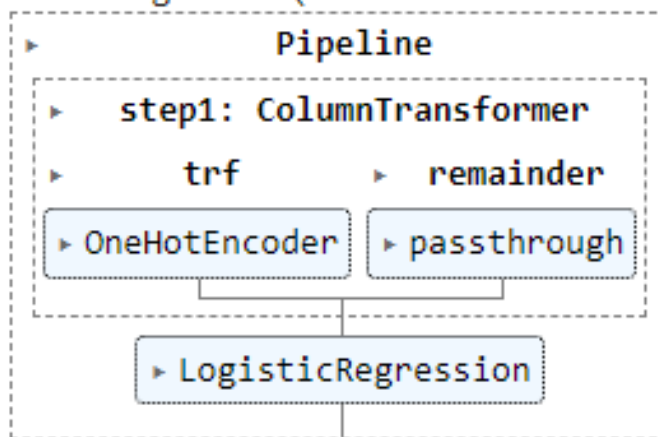 Pipeline
step1: ColumnTransformer
trf remainder
OneHotEncoder passthrough
LogisticRegression